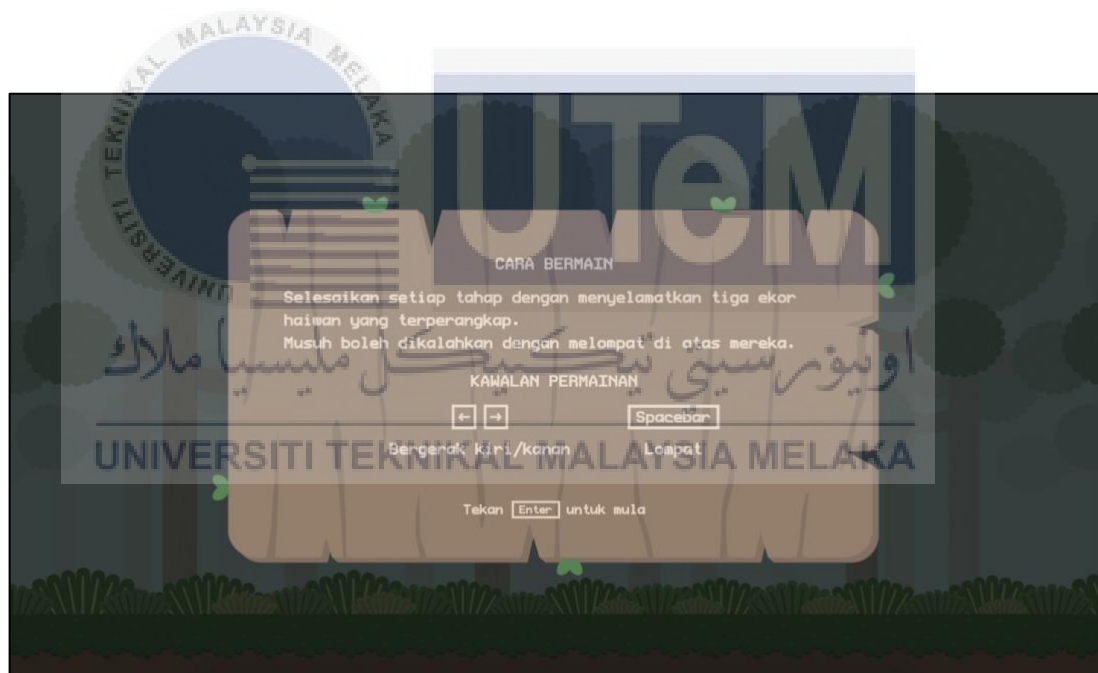 UNIVERSITI TEKNIKAL MALAYSIA MELAKA
UTeM
CARA BERMAIN
Selesaikan setiap tahap dengan menyelamatkan tiga ekor
haiwan yang terperangkap.
Musuh boleh dikalahkan dengan melompat di atas mereka.
اونيۏرسيتي تيكنيكل مليسيا ملاك
KAWALAN PERMAINAN
← → Spacebar
Bergerak kiri/kanan Lompat
UNIVERSITI TEKNIKAL MALAYSIA MELAKA
Tekan Enter untuk mula